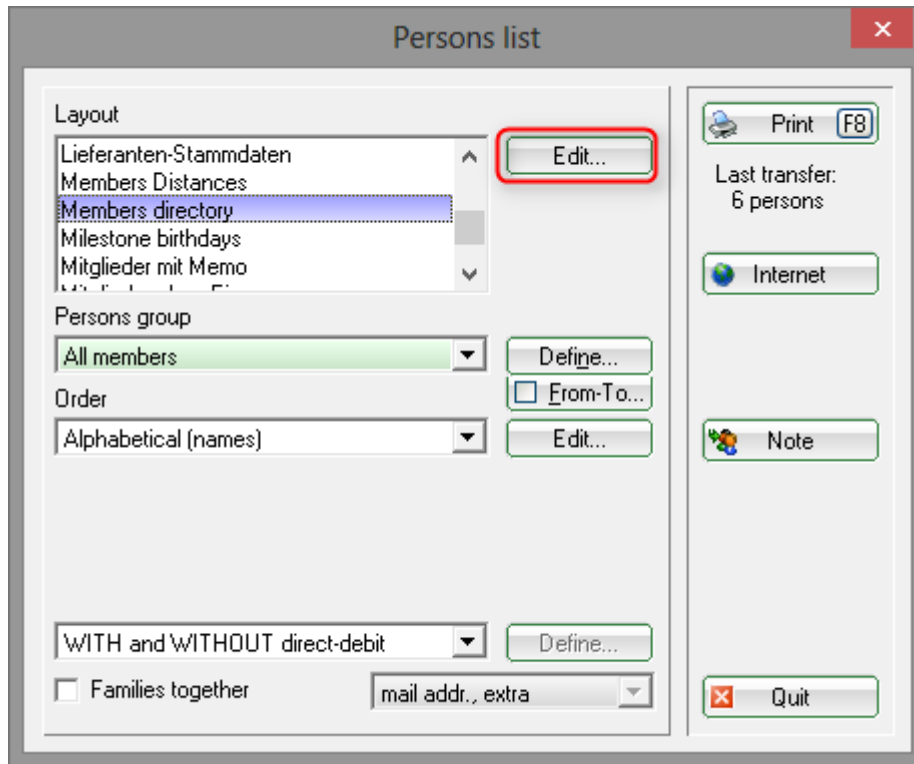 Persons list
Layout
Lieferanten-Stammdaten
Members Distances
Members directory
Milestone birthdays
Mitglieder mit Memo
Edit...
Persons group
All members
Define...
From-To...
Order
Alphabetical (names)
Edit...
WITH and WITHOUT direct-debit
Define...
Families together
mail addr., extra
Print F8
Last transfer:
6 persons
Internet
Note
Quit